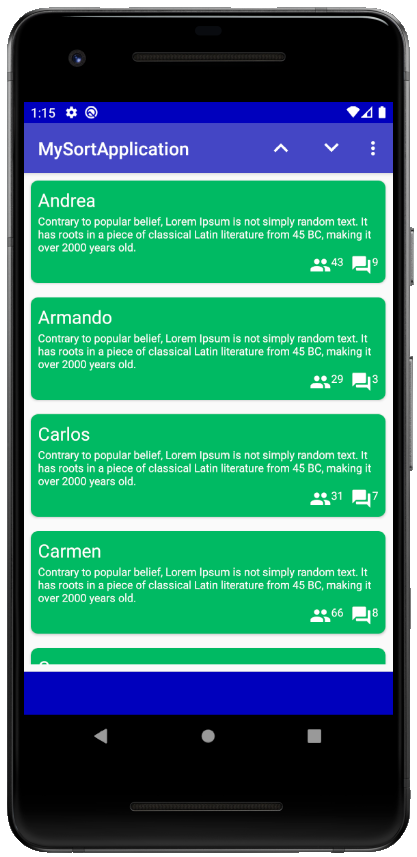 1:15
MySortApplication
Andrea
Contrary to popular belief, Lorem Ipsum is not simply random text. It
has roots in a piece of classical Latin literature from 45 BC, making it
over 2000 years old.
43 9
Armando
Contrary to popular belief, Lorem Ipsum is not simply random text. It
has roots in a piece of classical Latin literature from 45 BC, making it
over 2000 years old.
29 3
Carlos
Contrary to popular belief, Lorem Ipsum is not simply random text. It
has roots in a piece of classical Latin literature from 45 BC, making it
over 2000 years old.
31 7
Carmen
Contrary to popular belief, Lorem Ipsum is not simply random text. It
has roots in a piece of classical Latin literature from 45 BC, making it
over 2000 years old.
66 8